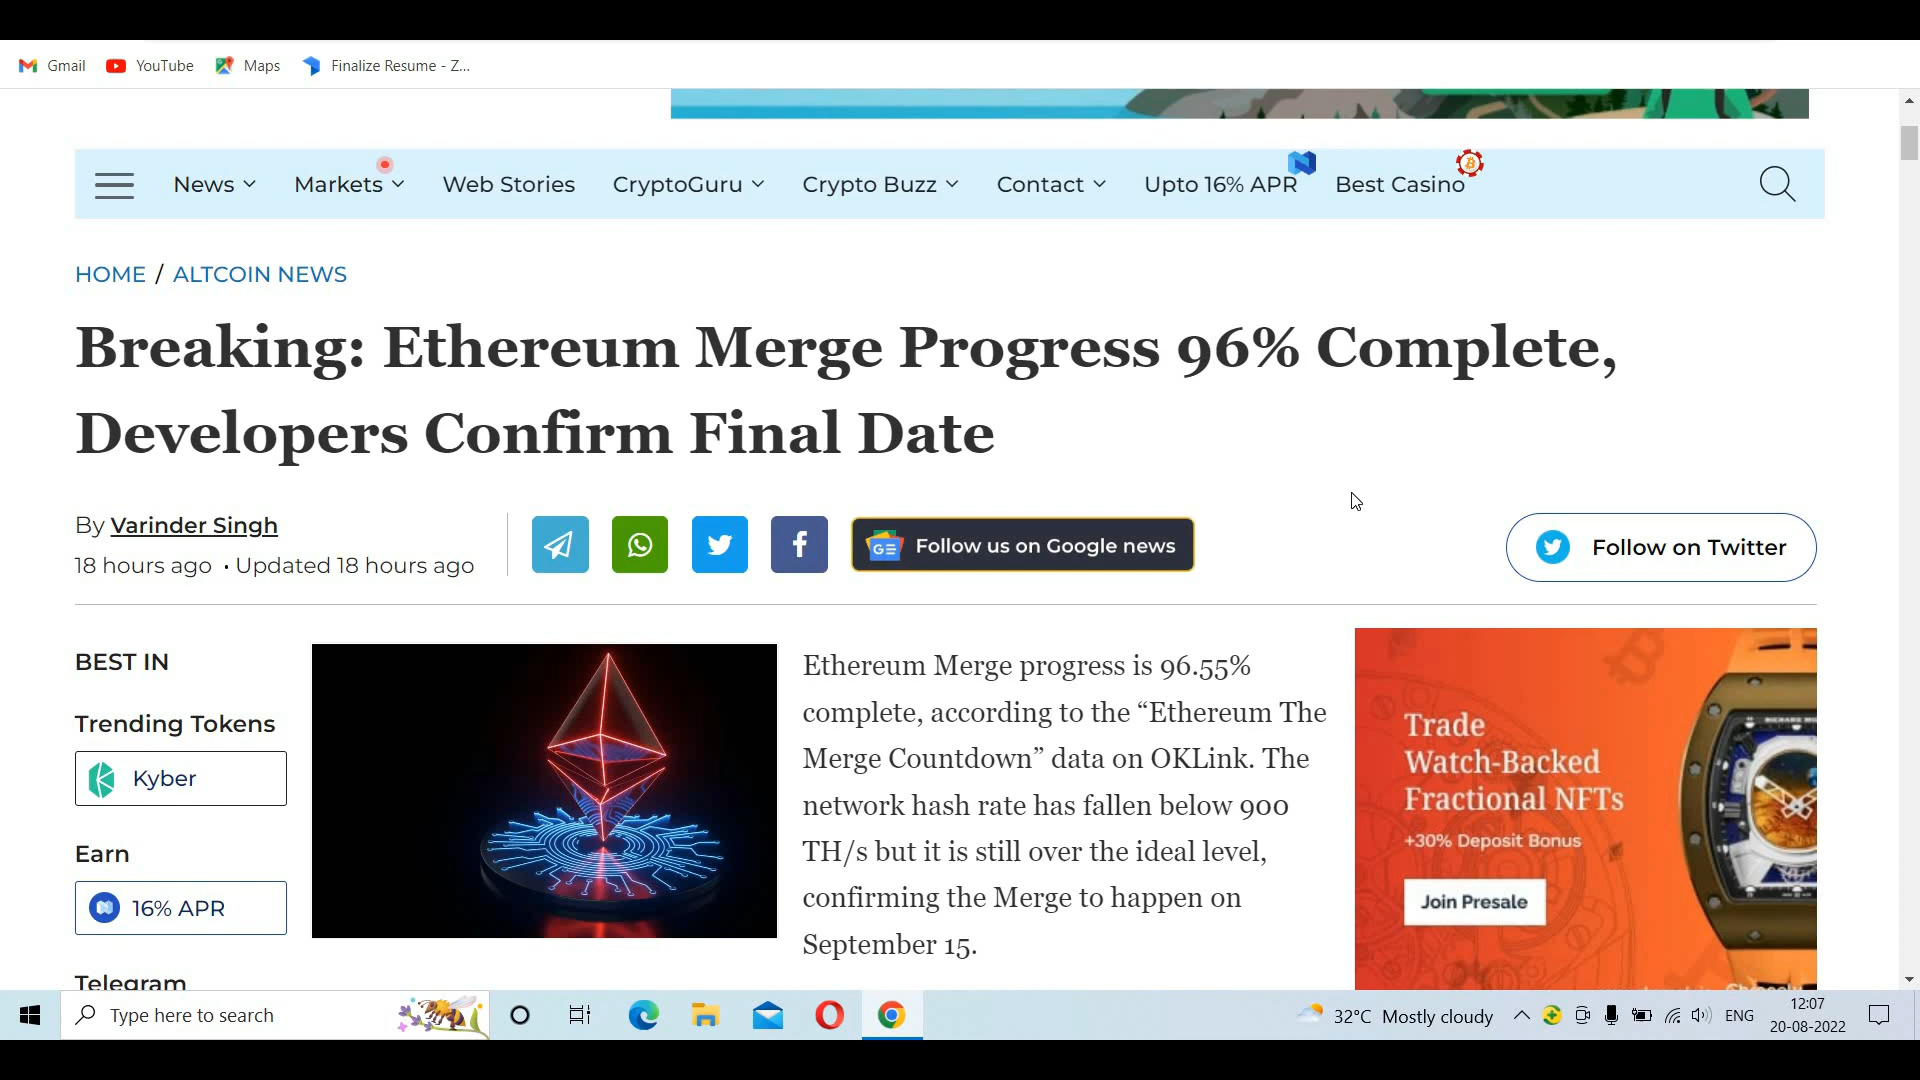 Gmail YouTube Maps Finalize Resume - Z...
News Markets Web Stories CryptoGuru Crypto Buzz Contact Upto 16% APR Best Casino
HOME / ALTCOIN NEWS
Breaking: Ethereum Merge Progress 96% Complete,
Developers Confirm Final Date
By Varinder Singh
18 hours ago • Updated 18 hours ago
GE Follow us on Google news
Follow on Twitter
BEST IN
Trending Tokens
Kyber
Earn
16% APR
Telegram
Ethereum Merge progress is 96.55%
complete, according to the “Ethereum The
Merge Countdown” data on OKLink. The
network hash rate has fallen below 900
TH/s but it is still over the ideal level,
confirming the Merge to happen on
September 15.
Trade
Watch-Backed
Fractional NFTs
+30% Deposit Bonus
Join Presale
Type here to search
32°C Mostly cloudy
ENG
12:07
20-08-2022